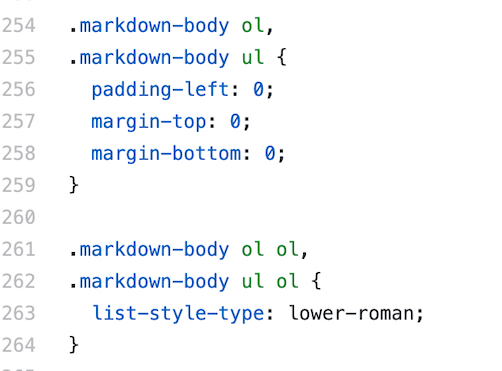 254 .markdown-body ol,
255 .markdown-body ul {
256 padding-left: 0;
257 margin-top: 0;
258 margin-bottom: 0;
259 }
260
261 .markdown-body ol ol,
262 .markdown-body ul ol {
263 list-style-type: lower-roman;
264 }